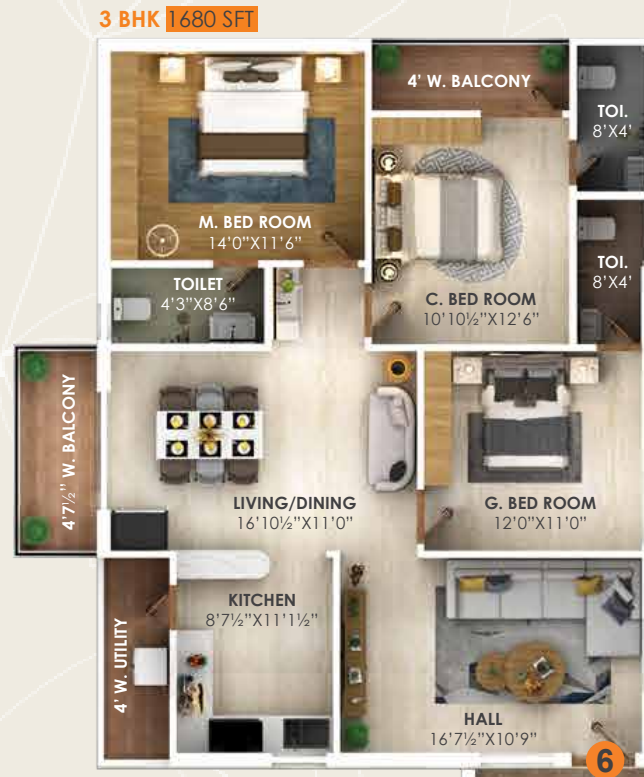 3 BHK 1680 SFT
4' W. BALCONY
TOI.
8'X4'
M. BED ROOM
14'0"X11'6"
TOI.
8'X4'
TOILET
4'3"X8'6"
C. BED ROOM
10'10½"X12'6"
4'7½" W. BALCONY
LIVING/DINING
16'10½"X11'0"
G. BED ROOM
12'0"X11'0"
KITCHEN
8'7½"X11'1½"
4' W. UTILITY
HALL
16'7½"X10'9"
6